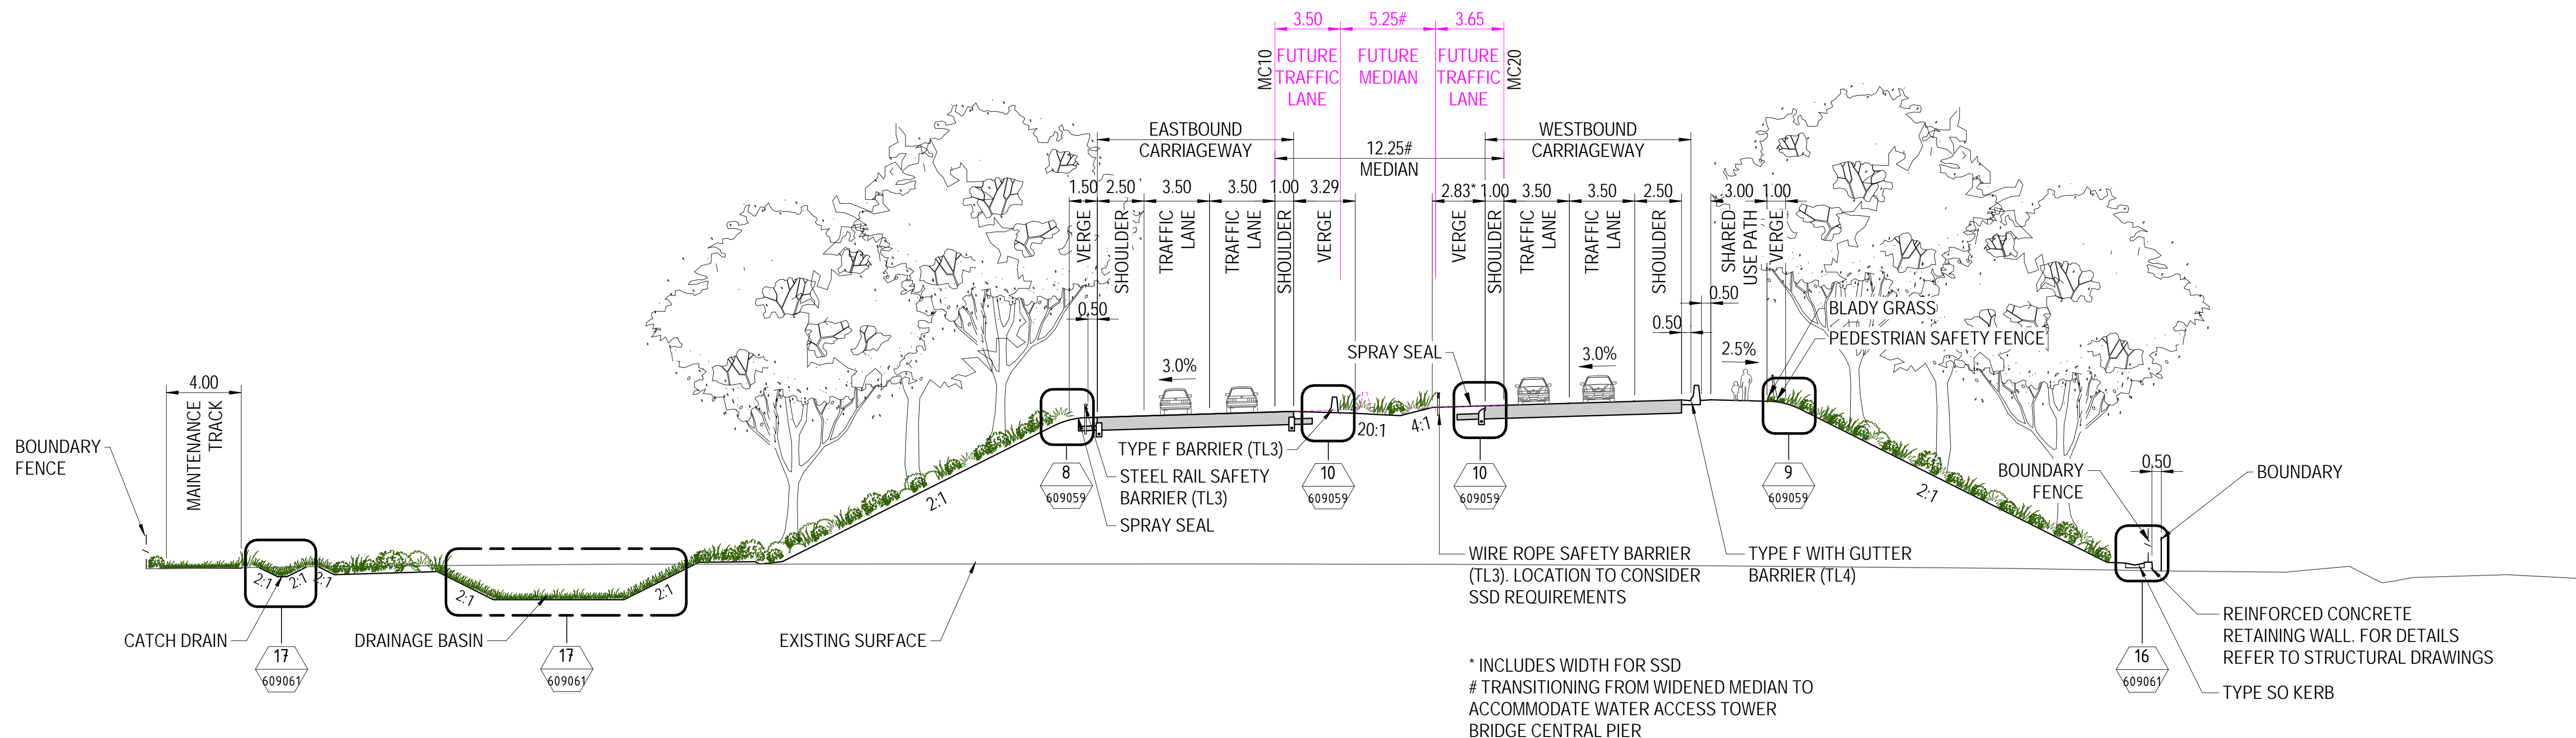 3.50 5.25# 3.65
MC10
FUTURE
TRAFFIC
LANE
FUTURE
MEDIAN
FUTURE
TRAFFIC
LANE
MC20
EASTBOUND
CARRIAGEWAY
12.25#
MEDIAN
WESTBOUND
CARRIAGEWAY
1.50 2.50 3.50 3.50 1.00 3.29
2.83* 1.00 3.50 3.50 2.50 3.00 1.00
VERGE
SHOULDER
TRAFFIC
LANE
TRAFFIC
LANE
SHOULDER
VERGE
VERGE
SHOULDER
TRAFFIC
LANE
TRAFFIC
LANE
SHOULDER
SHARED
USE PATH
VERGE
0.50
0.50
0.50
BLADY GRASS
PEDESTRIAN SAFETY FENCE
SPRAY SEAL
3.0%
3.0%
2.5%
4.00
MAINTENANCE
TRACK
BOUNDARY
FENCE
20:1
4:1
TYPE F BARRIER (TL3)
STEEL RAIL SAFETY
BARRIER (TL3)
SPRAY SEAL
8
609059
10
609059
10
609059
9
609059
2:1
2:1
BOUNDARY
FENCE
0.50
BOUNDARY
WIRE ROPE SAFETY BARRIER
(TL3). LOCATION TO CONSIDER
SSD REQUIREMENTS
TYPE F WITH GUTTER
BARRIER (TL4)
2:1
2:1
2:1
2:1
2:1
CATCH DRAIN
DRAINAGE BASIN
EXISTING SURFACE
17
609061
17
609061
16
609061
REINFORCED CONCRETE
RETAINING WALL. FOR DETAILS
REFER TO STRUCTURAL DRAWINGS
TYPE SO KERB
* INCLUDES WIDTH FOR SSD
# TRANSITIONING FROM WIDENED MEDIAN TO
ACCOMMODATE WATER ACCESS TOWER
BRIDGE CENTRAL PIER